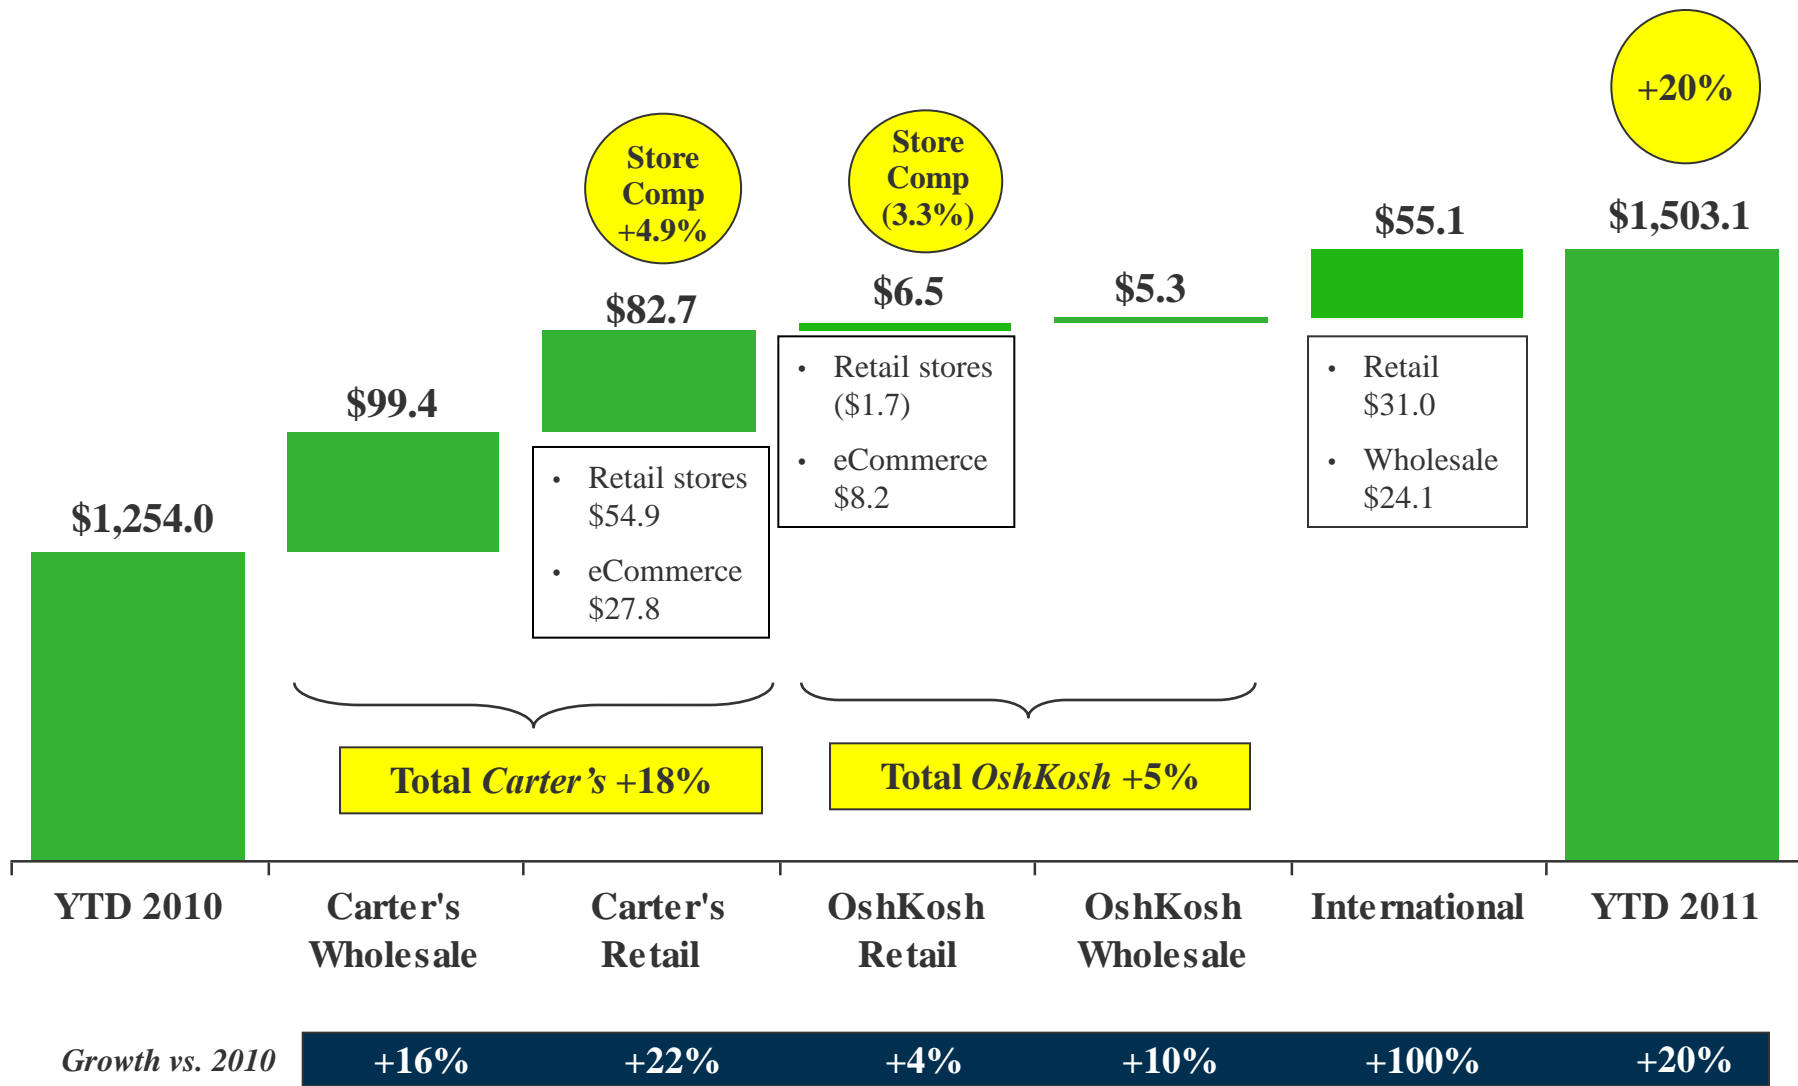 +20%
Store
Comp
+4.9%
Store
Comp
(3.3%)
$1,254.0
$99.4
$82.7
$6.5
$5.3
$55.1
$1,503.1
• Retail stores
$54.9
• eCommerce
$27.8
• Retail stores
($1.7)
• eCommerce
$8.2
• Retail
$31.0
• Wholesale
$24.1
Total Carter's +18%
Total OshKosh +5%
YTD 2010
Carter's
Wholesale
Carter's
Retail
OshKosh
Retail
OshKosh
Wholesale
International
YTD 2011
Growth vs. 2010 +16% +22% +4% +10% +100% +20%